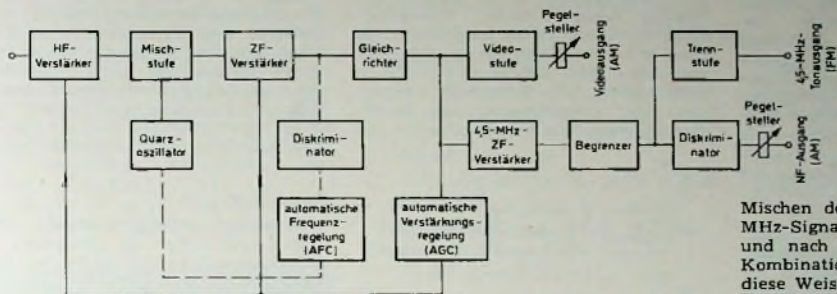 HF-
Verstärker
Misch-
stufe
ZF-
Verstärker
Gleich-
richter
Video-
stufe
Pegel-
steller
Videoausgang
(AM)
Trenn-
stufe
4,5-MHz-
Tonausgang
(FM)
Quarz-
oszillator
Diskrimi-
nator
4,5-MHz-
ZF-
Verstärker
Begrenzer
Diskrimi-
nator
Pegel-
steller
NF-Ausgang
(AM)
automatische
Frequenz-
regelung
(AFC)
automatische
Verstärkungs-
regelung
(AGC)
Mischen de
MHz-Signa
und nach
Kombinatio
diese Weis